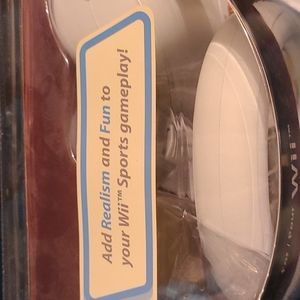 Add Realism and Fun to
your Wii™ Sports gameplay!